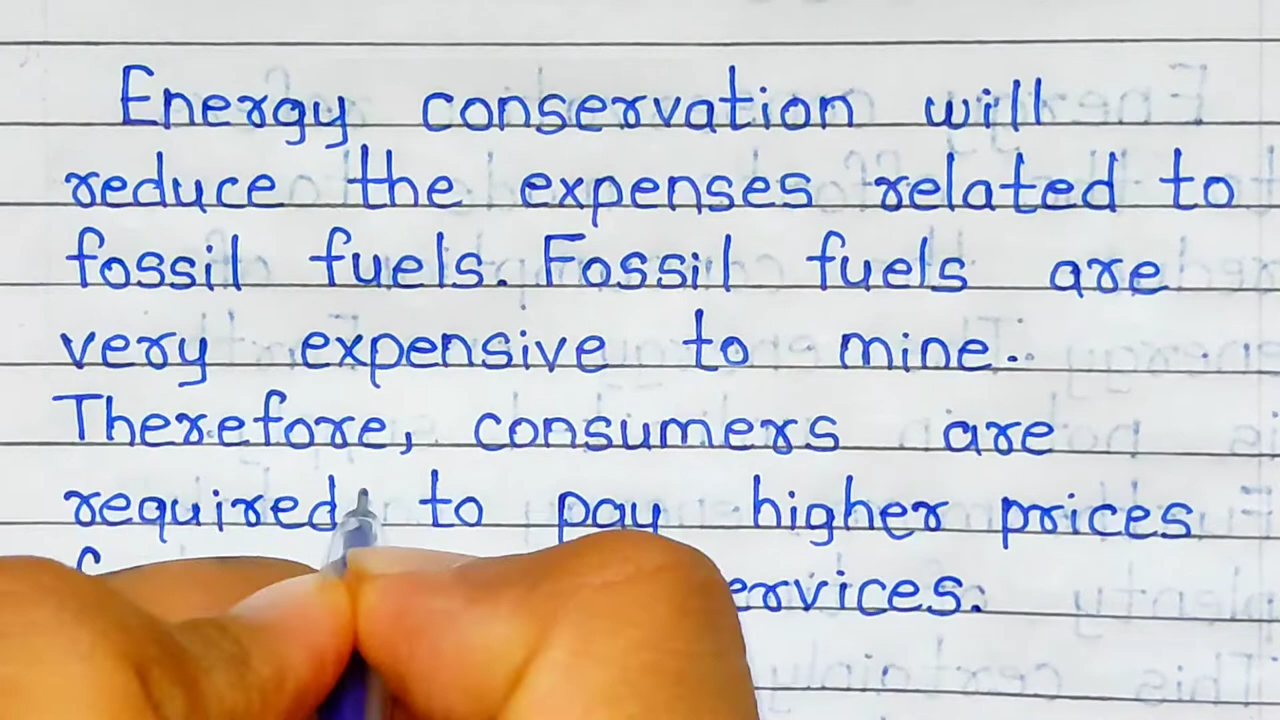 Energy conservation will
reduce the expenses related to
fossil fuels. Fossil fuels are
very expensive to mine..
Therefore, consumers are
required to pay higher prices
services.